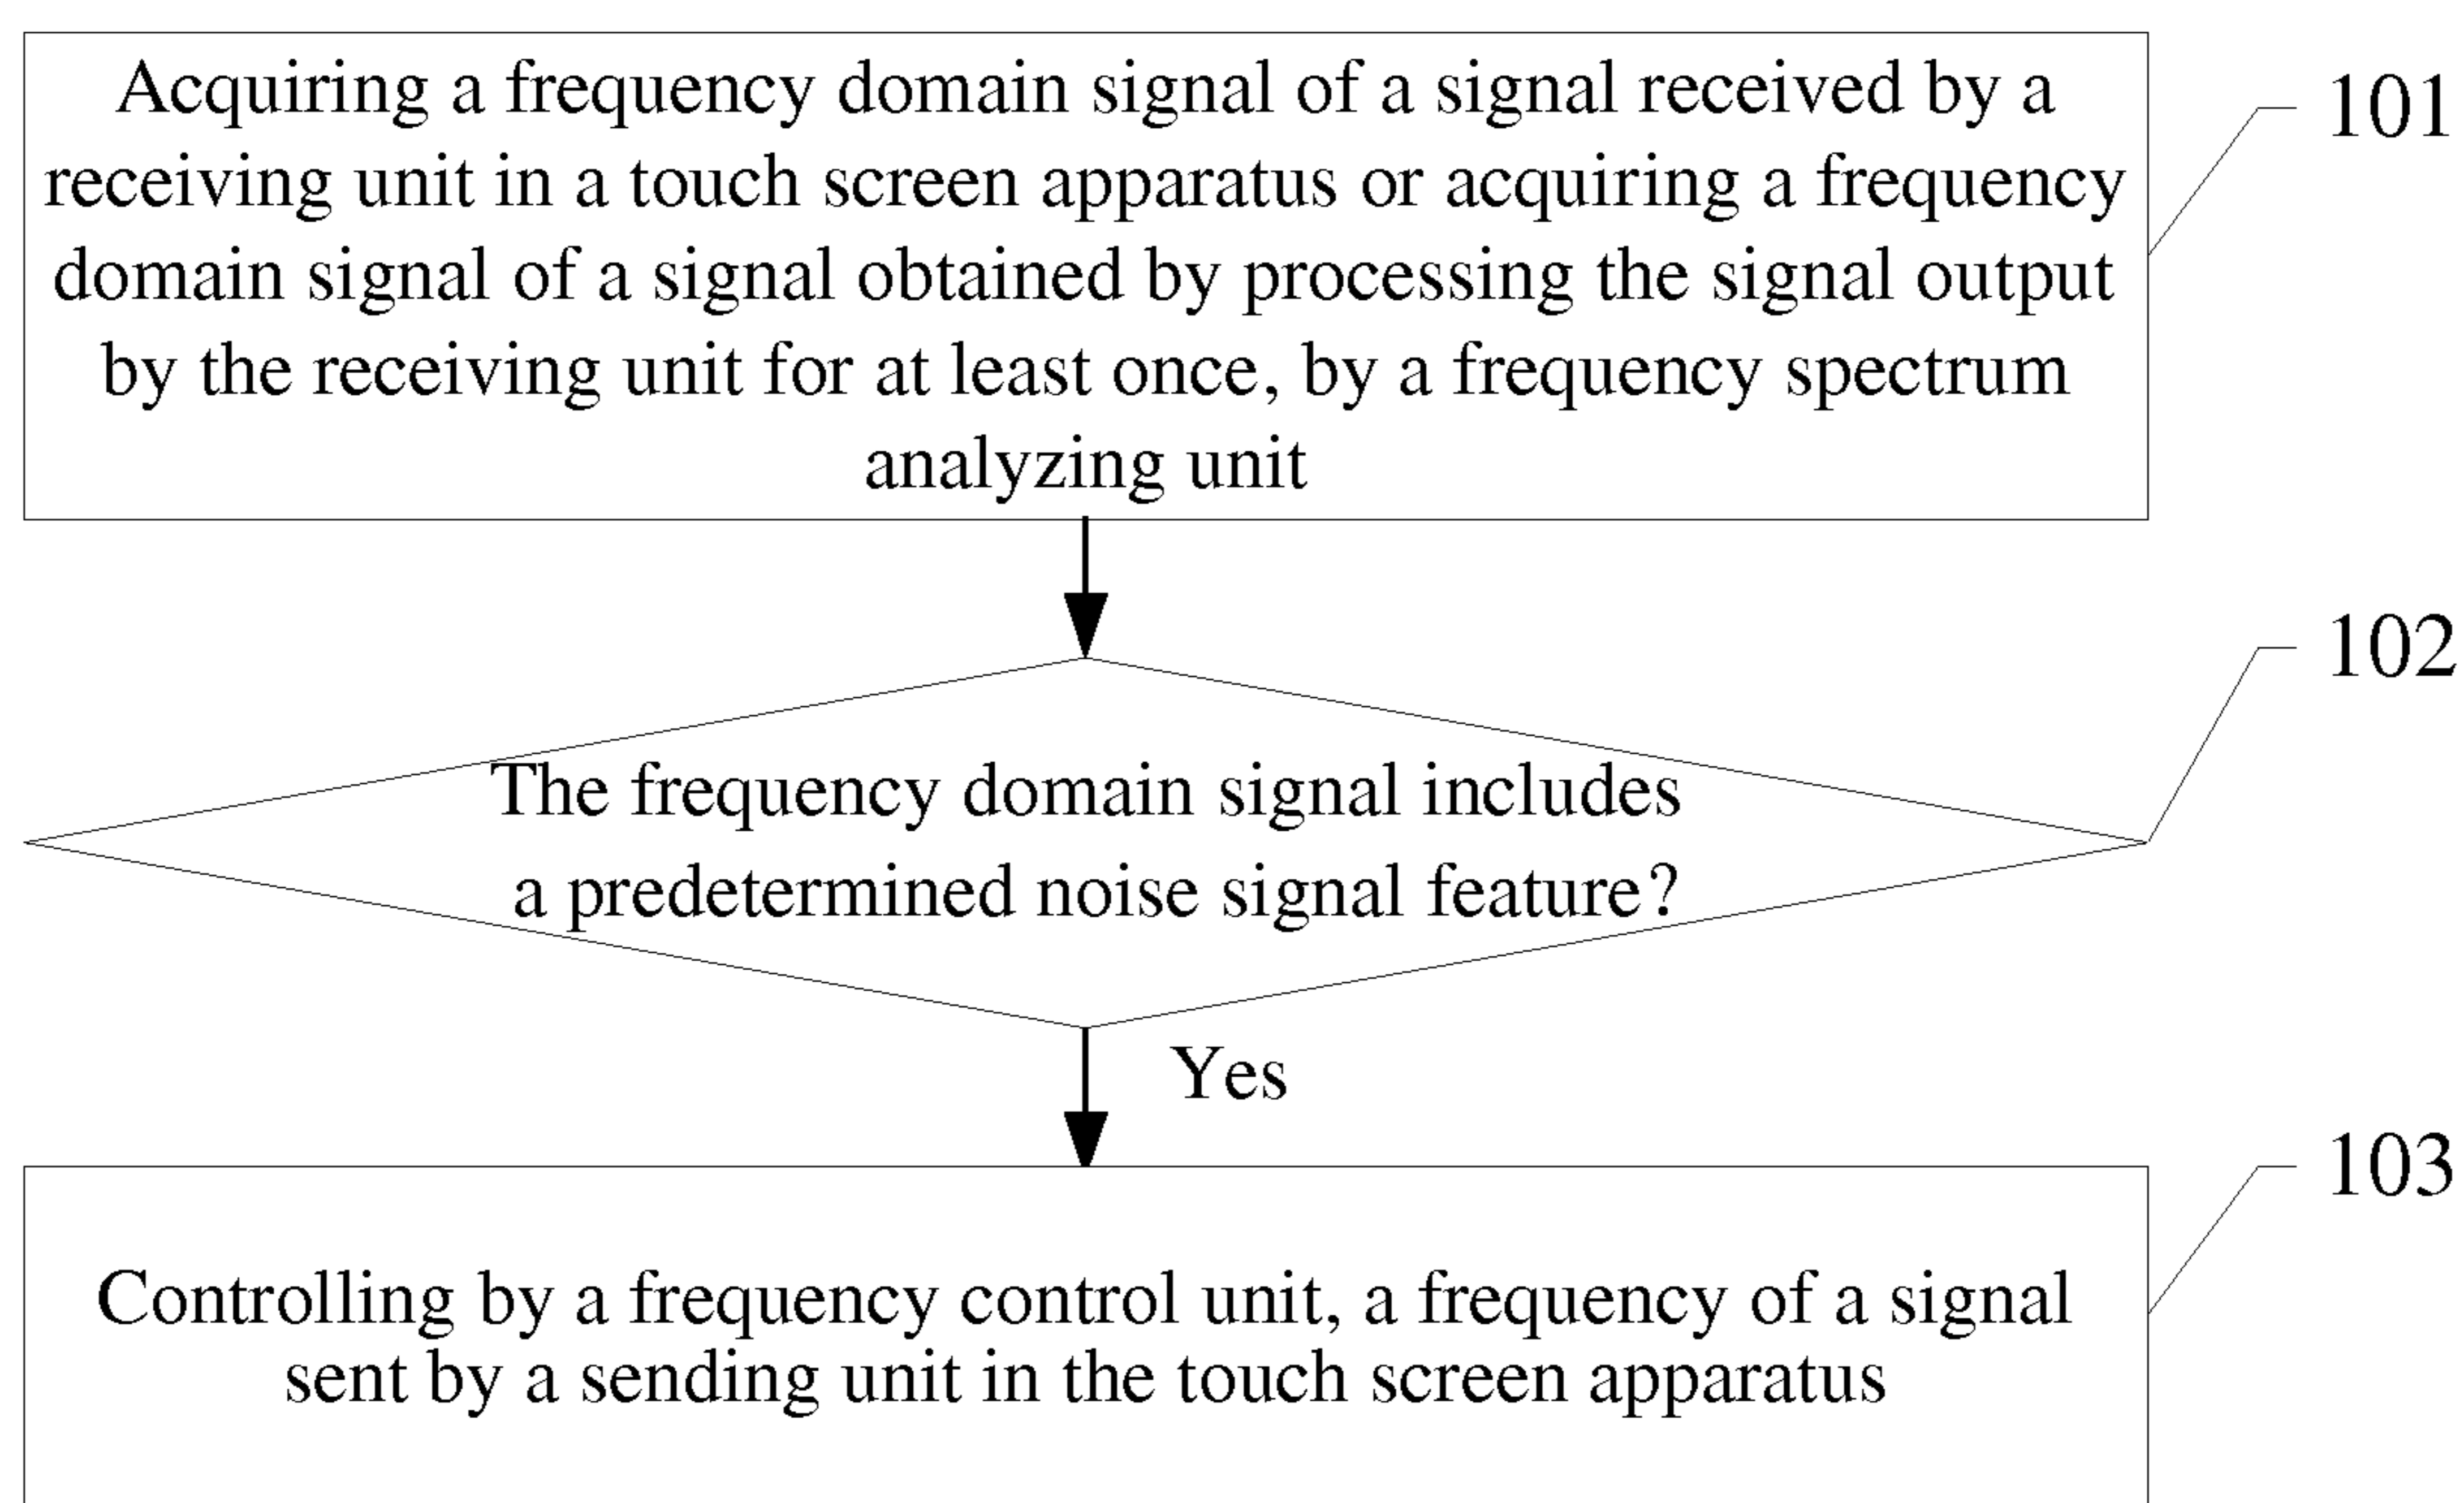 Acquiring a frequency domain signal of a signal received by a
receiving unit in a touch screen apparatus or acquiring a frequency
domain signal of a signal obtained by processing the signal output
by the receiving unit for at least once, by a frequency spectrum
analyzing unit
101
The frequency domain signal includes
a predetermined noise signal feature?
102
Yes
Controlling by a frequency control unit, a frequency of a signal
sent by a sending unit in the touch screen apparatus
103